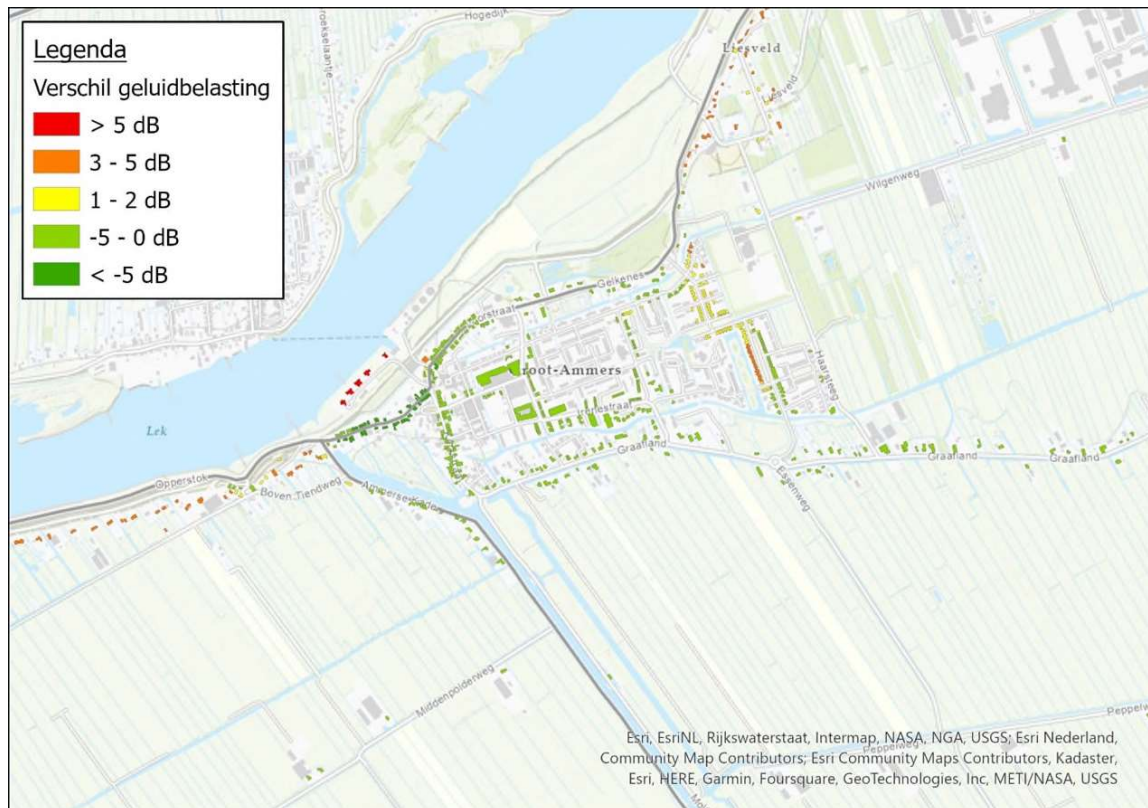 Legenda
Verschil geluidbelasting
> 5 dB
3 - 5 dB
1 - 2 dB
-5 - 0 dB
< -5 dB
Hogedijk
Liesveld
Liesveld
Wilgenweg
Gelkenes
Haarsteeg
Groot-Ammers
Lek
Graafland
Graafland
Graafland
Opperstok
Boven Tiendweg
Ammerse Kade
Essenweg
Middenpolderweg
Peppelweg
Esri, EsriNL, Rijkswaterstaat, Intermap, NASA, NGA, USGS; Esri Nederland,
Community Map Contributors; Esri Community Maps Contributors, Kadaster,
Esri, HERE, Garmin, Foursquare, GeoTechnologies, Inc, METI/NASA, USGS